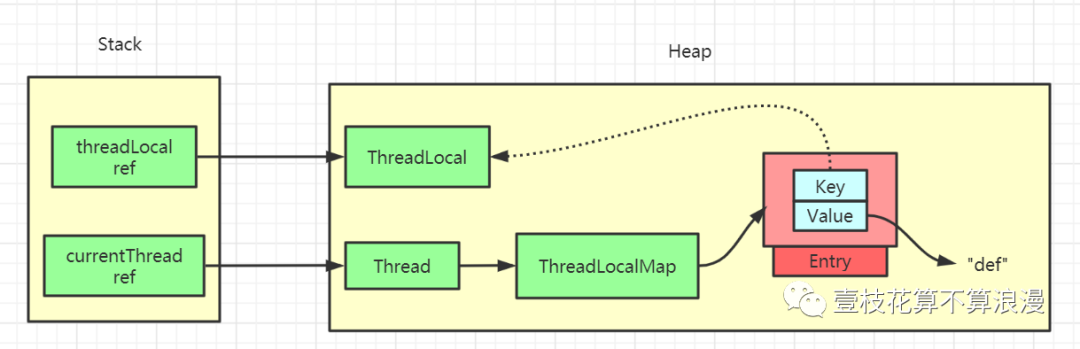 Stack
Heap
threadLocal
ref
ThreadLocal
Key
Value
currentThread
ref
Thread
ThreadLocalMap
Entry
"def"
壹枝花算不算浪漫